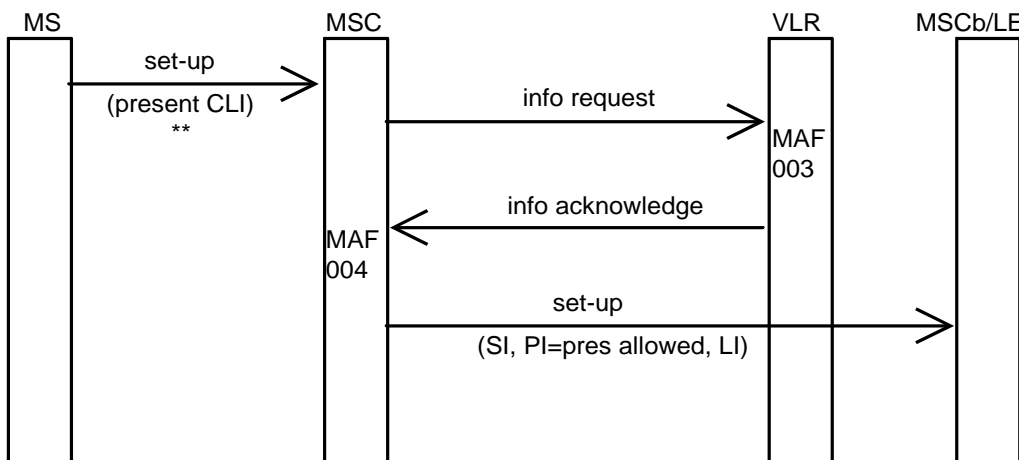 MS
MSC
VLR
MSCb/LE
set-up
(present CLI)
**
info request
MAF
003
info acknowledge
MAF
004
set-up
(SI, PI=pres allowed, LI)